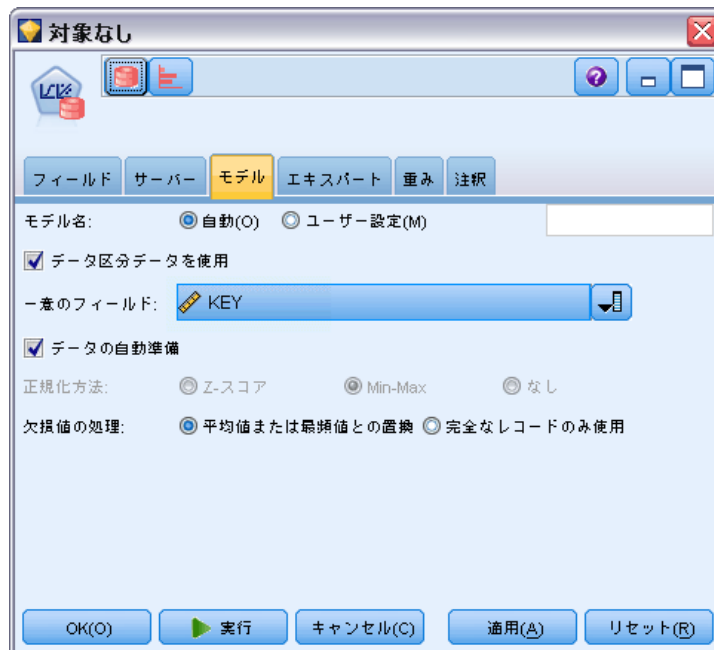 対象なし
フィールド サーバー モデル エキスパート 重み 注釈
モデル名: 自動(O) ユーザー設定(M)
データ区分データを使用
一意のフィールド: KEY
データの自動準備
正規化方法: Z-スコア Min-Max なし
欠損値の処理: 平均値または最頻値との置換 完全なレコードのみ使用
OK(O) 実行 キャンセル(C) 適用(A) リセット(R)